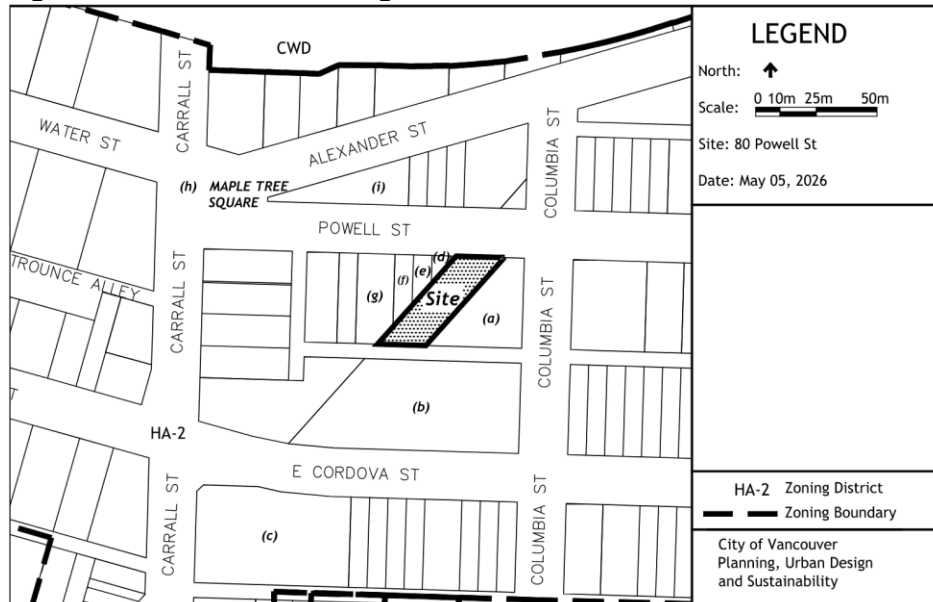 CWD
CARRALL ST
WATER ST
ALEXANDER ST
COLUMBIA ST
(h) MAPLE TREE
SQUARE
(i)
POWELL ST
TROUNCE ALLEY
CARRALL ST
(d)
(e)
(f)
(g)
Site
(a)
COLUMBIA ST
(b)
HA-2
E CORDOVA ST
CARRALL ST
(c)
COLUMBIA ST
LEGEND
North:
Scale: 0 10m 25m 50m
Site: 80 Powell St
Date: May 05, 2026
HA-2 Zoning District
Zoning Boundary
City of Vancouver
Planning, Urban Design
and Sustainability